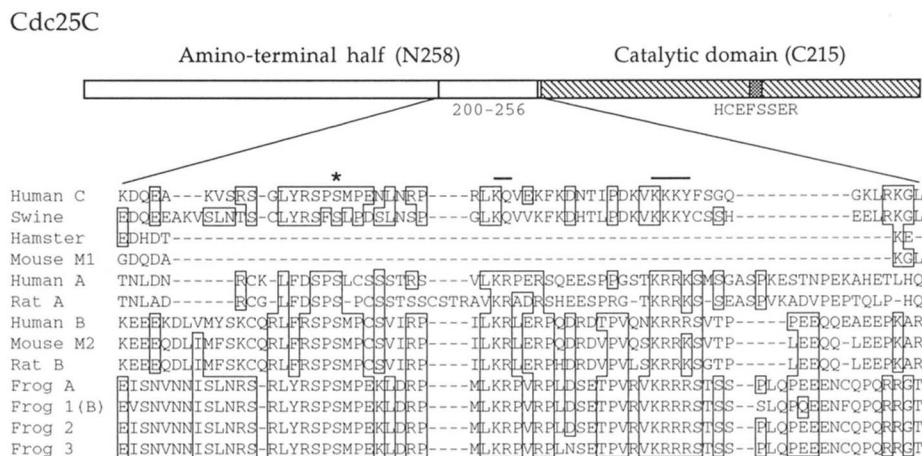 Cdc25C
Amino-terminal half (N258) Catalytic domain (C215)
200-256 HCEFSSER
*
Human C KDQEA---KVSRS-GLYRSPSMPENLNRP---RLKQ-VEKFKDNTIPDKVKKKYFSGQ----------GKLRKGL
Swine EDQEEAKVSLNTS-CLYRSFSLPDSLNSP---GLKQVVKFKDHTLPDKVKKKYCSSH----------EELRKGL
Hamster EDHDT----------------------------------------------------------------KE-
Mouse M1 GDQDA----------------------------------------------------------------KGL
Human A TNLDN-----RCK-LFDSPSLCSSSTRS---VLKRPERSQEESPPGSTKRRKSMSGASPKESTNPEKAHETLHQ
Rat A TNLAD-----RCG-LFDSPS-PCSSTSSCSTRAVKRADRSHEESPRG-TKRRKS-SEASPVKADVPEPTQLP-HQ
Human B KEEEKDLVMYSKCQRLFRSPSMPCSVIRP---ILKRLERPQDRDTPVQNKRRRSVTP----PEEQQEAEEPKAR
Mouse M2 KEEEQDLIMFSKCQRLFRSPSMPCSVIRP---ILKRLERPQDRDVPVQSKRRKSVTP----LEEQQ-LEEPKAR
Rat B KEEEQDLIMFSKCQRLFRSPSMPCSVIRP---ILKRLERPHDRDVPVLSKRRKSGTP----LEEQQ-LEEPKAR
Frog A EISNVNNISLNRS-RLYRSPSMPEKLDRP---MLKRPVRPLDSETPVRVKRRRSTSS--PLQPEEENCQPQRRGT
Frog 1(B) EVSNVNNISLNRS-RLYRSPSMPEKLDRP---MLKRPVRPLDSETPVRVKRRRSTSS--SLQPQEENFQPQRRGT
Frog 2 EISNVNNISLNRS-RLYRSPSMPEKLDRP---MLKRPVRPLDSETPVRVKRRRSTSS--PLQPEEENCQPQRRGT
Frog 3 EISNVNNISLNRS-RLYRSPSMPEKLDRP---MLKRPVRPLNSETPVRVKRRRSTSS--PLQPEEENCQPQRRGT